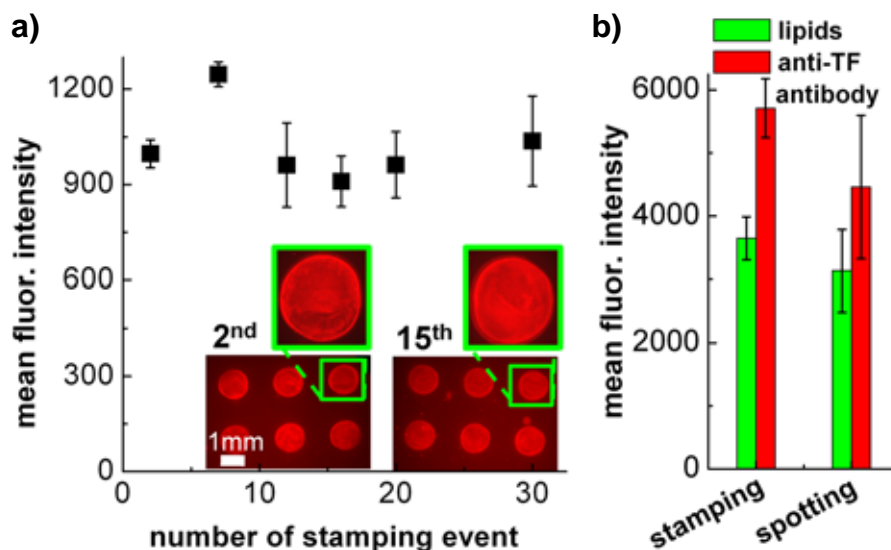 a)
mean fluor. intensity
1200
900
600
300
0
0
10
20
30
number of stamping event
2nd
15th
1mm
b)
lipids
anti-TF
antibody
mean fluor. intensity
6000
4000
2000
0
stamping
spotting